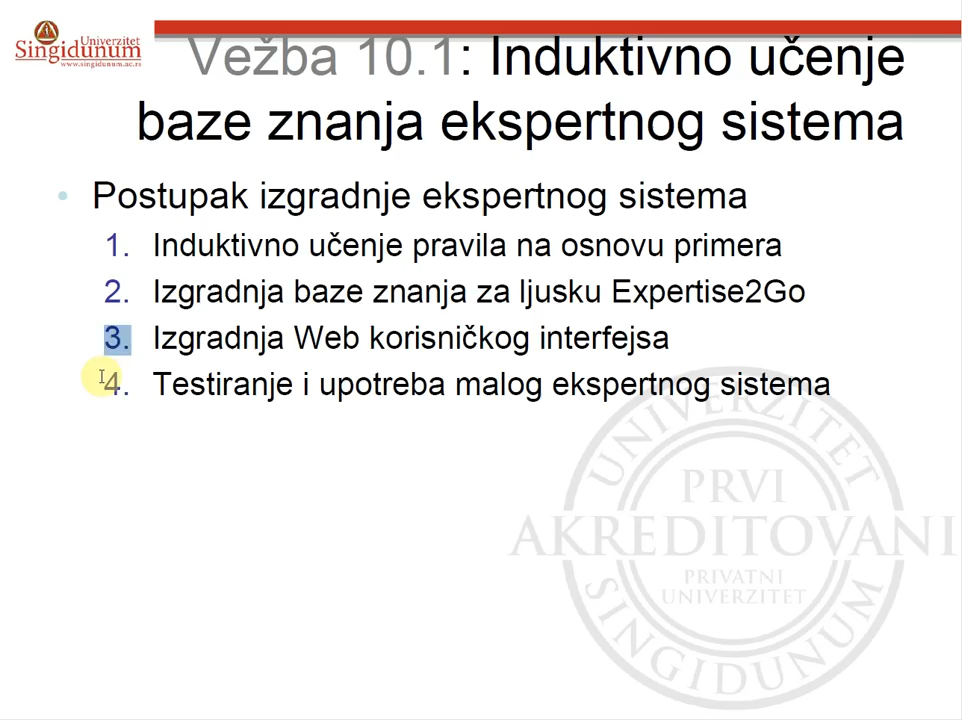 Univerzitet
Singidunum
www.singidunum.ac.rs
Vežba 10.1: Induktivno učenje
baze znanja ekspertnog sistema
• Postupak izgradnje ekspertnog sistema
1. Induktivno učenje pravila na osnovu primera
2. Izgradnja baze znanja za ljusku Expertise2Go
3. Izgradnja Web korisničkog interfejsa
4. Testiranje i upotreba malog ekspertnog sistema
UNIVERZITET
PRVI
AKREDITOVANI
PRIVATNI
UNIVERZITET
SINGIDUNUM